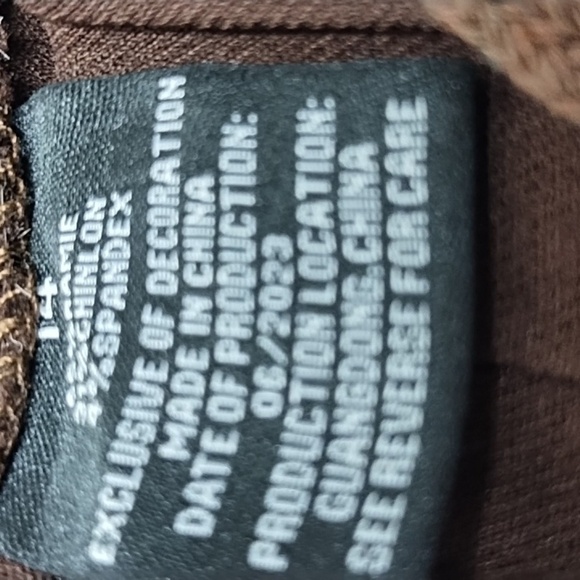 14
EXCLUSIVE OF DECORATION
MADE IN CHINA
DATE OF PRODUCTION:
06/2023
PRODUCTION LOCATION:
GUANGDONG, CHINA
SEE REVERSE FOR CARE